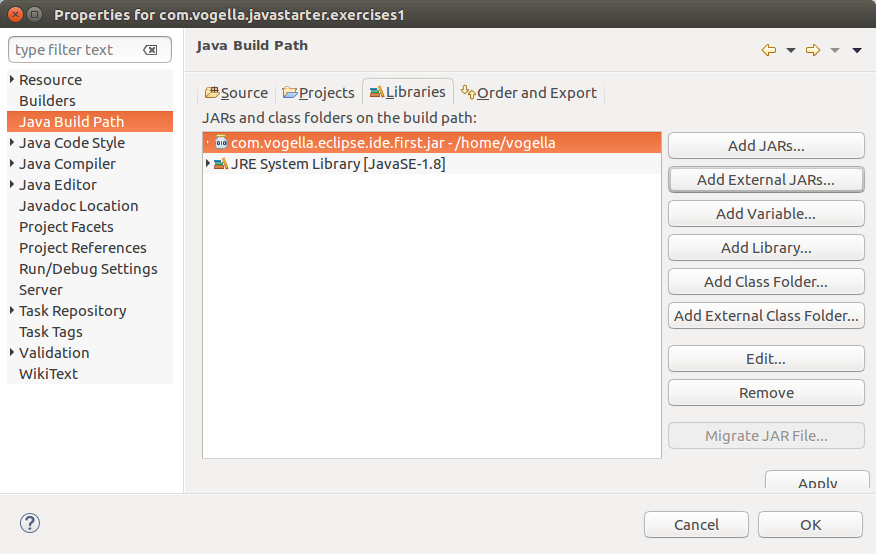 Properties for com.vogella.javastarter.exercises1
type filter text
Resource
Builders
Java Build Path
Java Code Style
Java Compiler
Java Editor
Javadoc Location
Project Facets
Project References
Run/Debug Settings
Server
Task Repository
Task Tags
Validation
WikiText
Java Build Path
Source
Projects
Libraries
Order and Export
JARs and class folders on the build path:
com.vogella.eclipse.ide.first.jar - /home/vogella
JRE System Library [JavaSE-1.8]
Add JARs...
Add External JARs...
Add Variable...
Add Library...
Add Class Folder...
Add External Class Folder...
Edit...
Remove
Migrate JAR File...
Apply
Cancel
OK